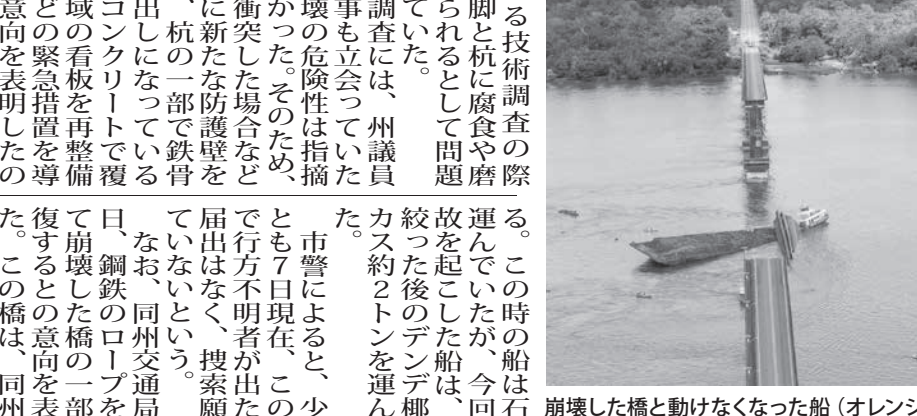 る技術調査の際
脚と杭に腐食や磨
られるとして問題
ていた。
調査には、州議員
事も立会っていた
壊の危険性は指摘
かった。そのため、
衝突した場合など
に新たな防護壁を
、杭の一部で鉄骨
出しになっている
コンクリートで覆
域の看板を再整備
どの緊急措置を導
意向を表明したの
る。この時の船は石
運んでいたが、今回
故を起こした船は、
絞った後のデンデ椰
カス約2トンを運ん
た。
市警によると、少
とも7日現在、この
で行方不明者が出た
届出はなく、捜索願
ていないという。
なお、同州交通局
日、鋼鉄のロープを
て崩壊した橋の一部
復するとの意向を表
た。この橋は、同州
崩壊した橋と動けなくなった船（オレンジ